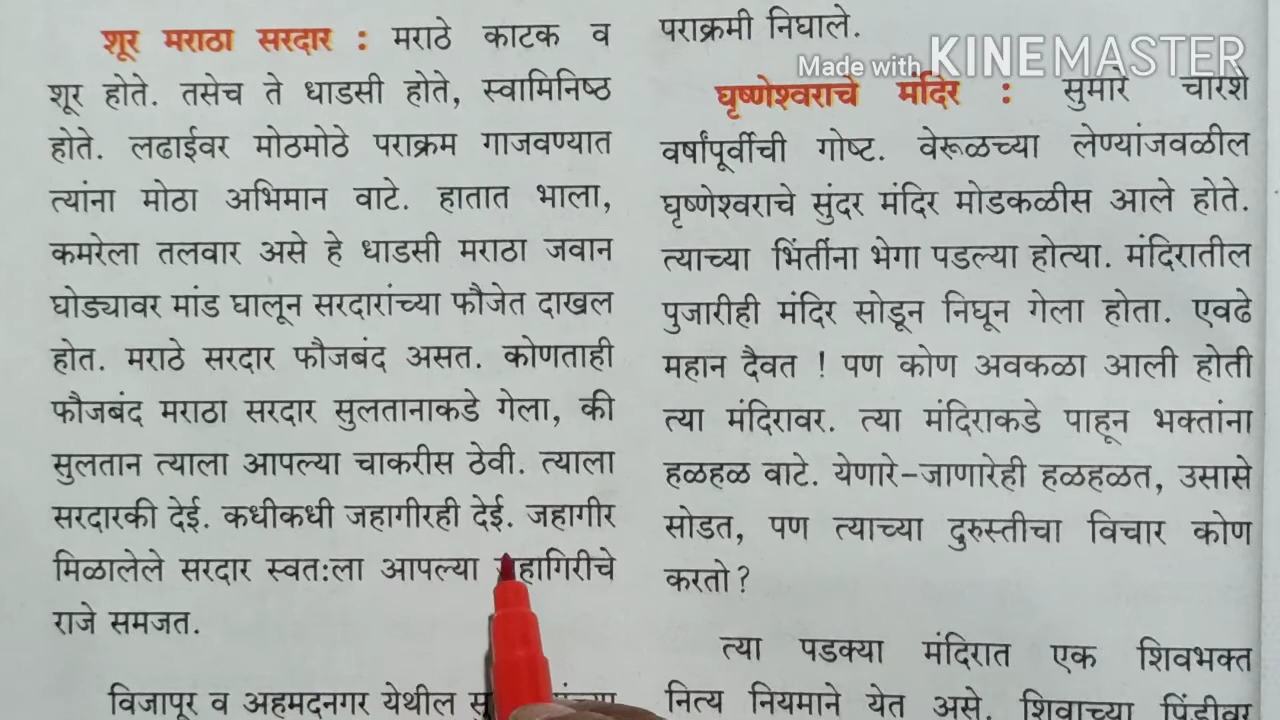 शूर मराठा सरदार : मराठे काटक व
शूर होते. तसेच ते धाडसी होते, स्वामिनिष्ठ
होते. लढाईवर मोठमोठे पराक्रम गाजवण्यात
त्यांना मोठा अभिमान वाटे. हातात भाला,
कमरेला तलवार असे हे धाडसी मराठा जवान
घोड्यावर मांड घालून सरदारांच्या फौजेत दाखल
होत. मराठे सरदार फौजबंद असत. कोणताही
फौजबंद मराठा सरदार सुलतानाकडे गेला, की
सुलतान त्याला आपल्या चाकरीस ठेवी. त्याला
सरदारकी देई. कधीकधी जहागीरही देई. जहागीर
मिळालेले सरदार स्वत:ला आपल्या
राजे समजत.
विजापूर व अहमदनगर येथील
पराक्रमी निघाले.
Made with KINEMASTER
घृष्णेश्वराचे मंदिर : सुमारे चारशे
वर्षांपूर्वीची गोष्ट. वेरूळच्या लेण्यांजवळील
घृष्णेश्वराचे सुंदर मंदिर मोडकळीस आले होते.
त्याच्या भिंतींना भेगा पडल्या होत्या. मंदिरातील
पुजारीही मंदिर सोडून निघून गेला होता. एवढे
महान दैवत ! पण कोण अवकळा आली होती
त्या मंदिरावर. त्या मंदिराकडे पाहून भक्तांना
हळहळ वाटे. येणारे-जाणारेही हळहळत, उसासे
सोडत, पण त्याच्या दुरुस्तीचा विचार कोण
करतो ?
त्या पडक्या मंदिरात एक शिवभक्त
नित्य नियमाने येत असे. शिवाच्या पिंडीवर